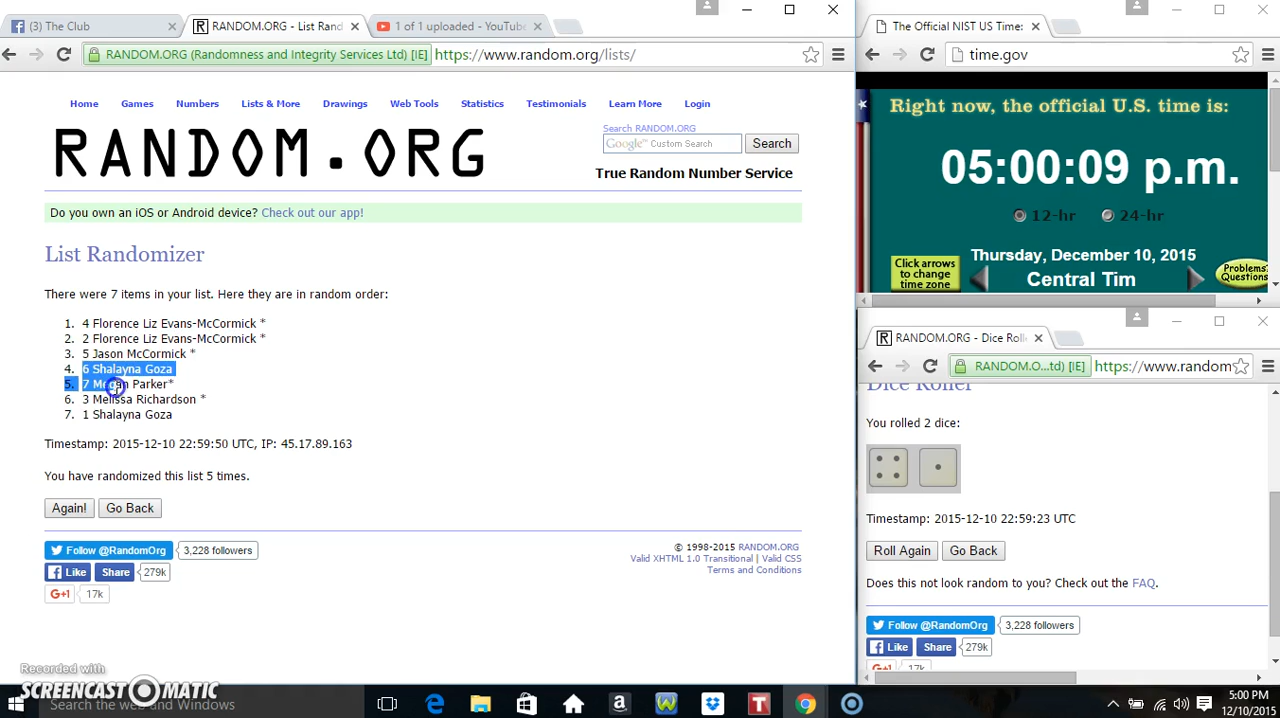 (3) The Club
RANDOM.ORG - List Rand
1 of 1 uploaded - YouTube
RANDOM.ORG (Randomness and Integrity Services Ltd) [IE]
https://www.random.org/lists/
Home Games Numbers Lists & More Drawings Web Tools Statistics Testimonials Learn More Login
RANDOM.ORG
Search RANDOM.ORG
Google™ Custom Search
Search
True Random Number Service
Do you own an iOS or Android device? Check out our app!
List Randomizer
There were 7 items in your list. Here they are in random order:
1. 4 Florence Liz Evans-McCormick *
2. 2 Florence Liz Evans-McCormick *
3. 5 Jason McCormick *
4. 6 Shalayna Goza
5. 7 Megan Parker*
6. 3 Melissa Richardson *
7. 1 Shalayna Goza
Timestamp: 2015-12-10 22:59:50 UTC, IP: 45.17.89.163
You have randomized this list 5 times.
Again! Go Back
Follow @RandomOrg 3,228 followers
Like Share 279k
G+1 17k
© 1998-2015 RANDOM.ORG
Valid XHTML 1.0 Transitional | Valid CSS
Terms and Conditions
The Official NIST US Time:
time.gov
Right now, the official U.S. time is:
05:00:09 p.m.
12-hr 24-hr
Thursday, December 10, 2015
Click arrows
to change
time zone
Central Tim
Problems?
Questions
RANDOM.ORG - Dice Rolle
RANDOM.O...td) [IE]
https://www.random
Dice Roller
You rolled 2 dice:
Timestamp: 2015-12-10 22:59:23 UTC
Roll Again Go Back
Does this not look random to you? Check out the FAQ.
Follow @RandomOrg 3,228 followers
Like Share 279k
G+1 17k
Recorded with
SCREENCAST-O-MATIC
Search the web and Windows
5:00 PM
12/10/2015